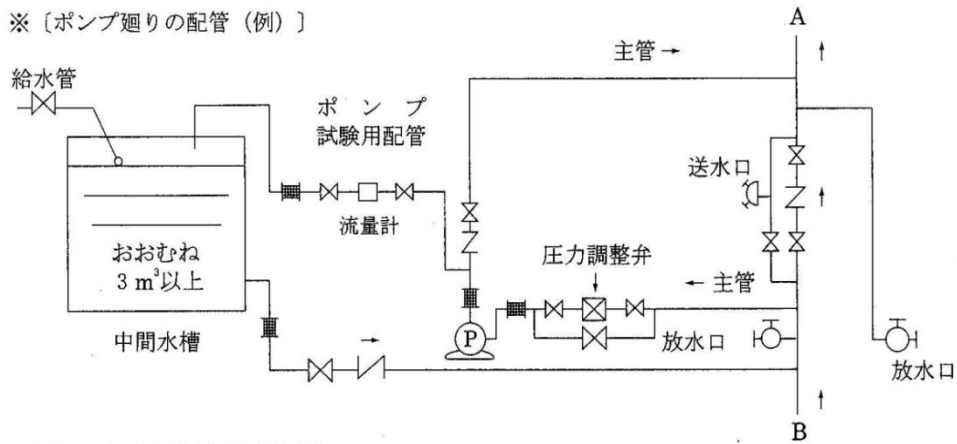 ※〔ポンプ廻りの配管（例）〕
A
主管→
給水管
ポンプ
試験用配管
送水口
流量計
圧力調整弁
おおむね
3 m³以上
←主管
P
放水口
中間水槽
放水口
B